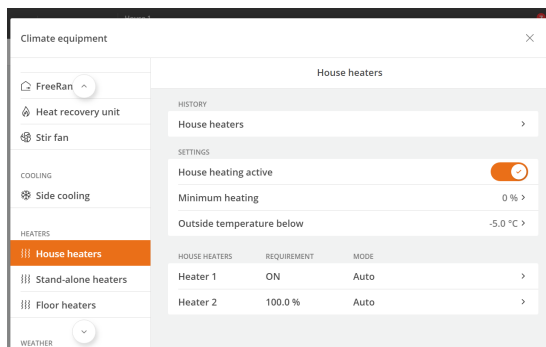 Climate equipment
House heaters
FreeRan
HISTORY
Heat recovery unit
House heaters
Stir fan
SETTINGS
House heating active
COOLING
Minimum heating 0 %
Side cooling
Outside temperature below -5.0 °C
HEATERS
House heaters
HOUSE HEATERS REQUIREMENT MODE
Stand-alone heaters
Heater 1 ON Auto
Floor heaters
Heater 2 100.0 % Auto
WEATHER